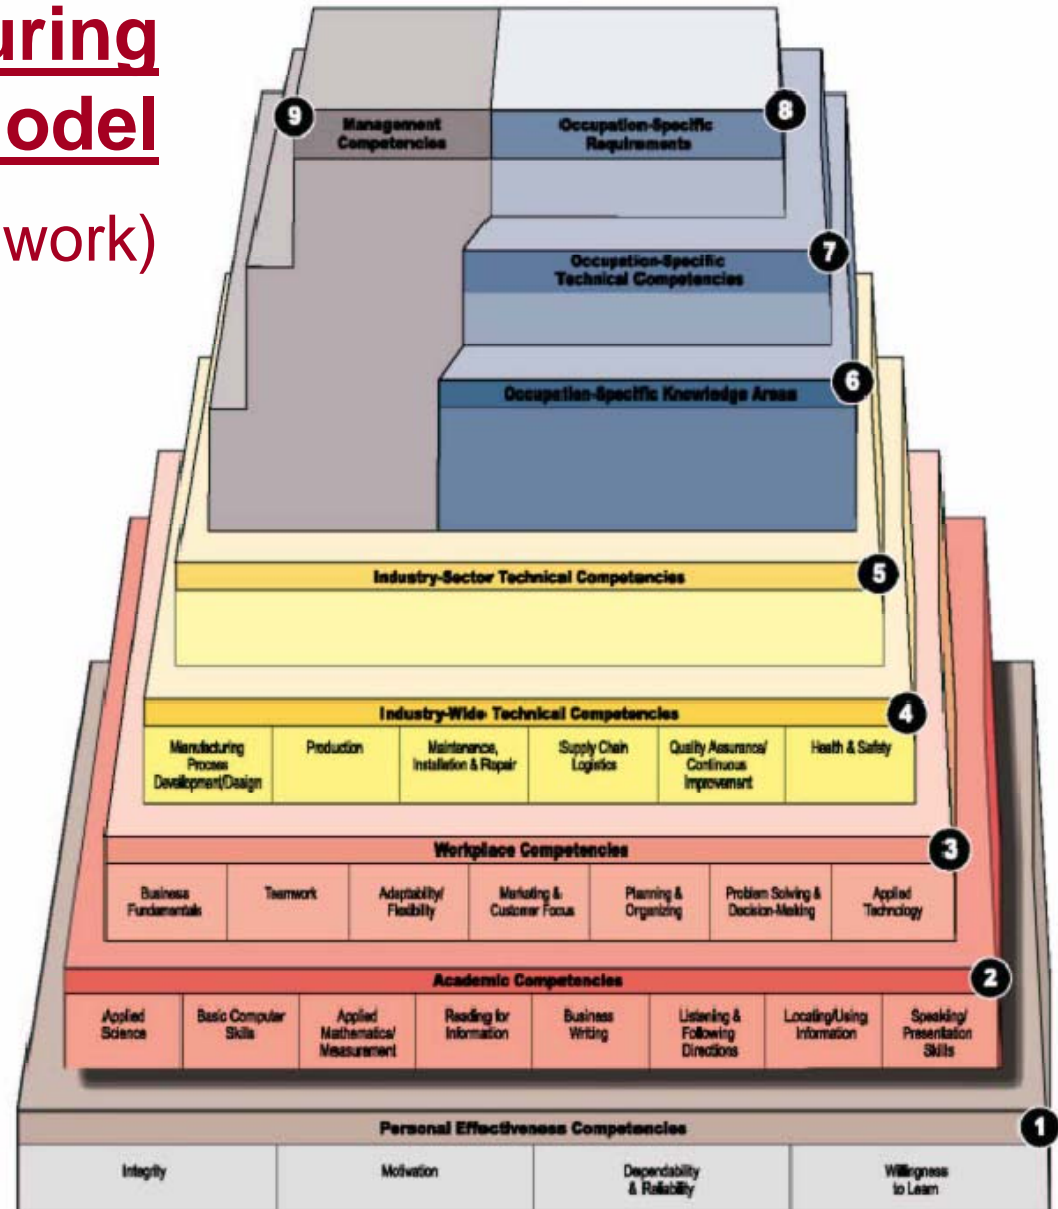 uring
odel
work)
9
Management
Competencies
Occupation-Specific
Requirements
8
Occupation-Specific
Technical Competencies
7
Occupation-Specific Knowledge Areas
6
Industry-Sector Technical Competencies
5
Industry-Wide Technical Competencies
4
Manufacturing
Process
Development/Design
Production
Maintenance,
Installation & Repair
Supply Chain
Logistics
Quality Assurance/
Continuous
Improvement
Health & Safety
Workplace Competencies
3
Business
Fundamentals
Teamwork
Adaptability/
Flexibility
Marketing &
Customer Focus
Planning &
Organizing
Problem Solving &
Decision-Making
Applied
Technology
Academic Competencies
2
Applied
Science
Basic Computer
Skills
Applied
Mathematics/
Measurement
Reading for
Information
Business
Writing
Listening &
Following
Directions
Locating/Using
Information
Speaking/
Presentation
Skills
Personal Effectiveness Competencies
1
Integrity
Motivation
Dependability
& Reliability
Willingness
to Learn